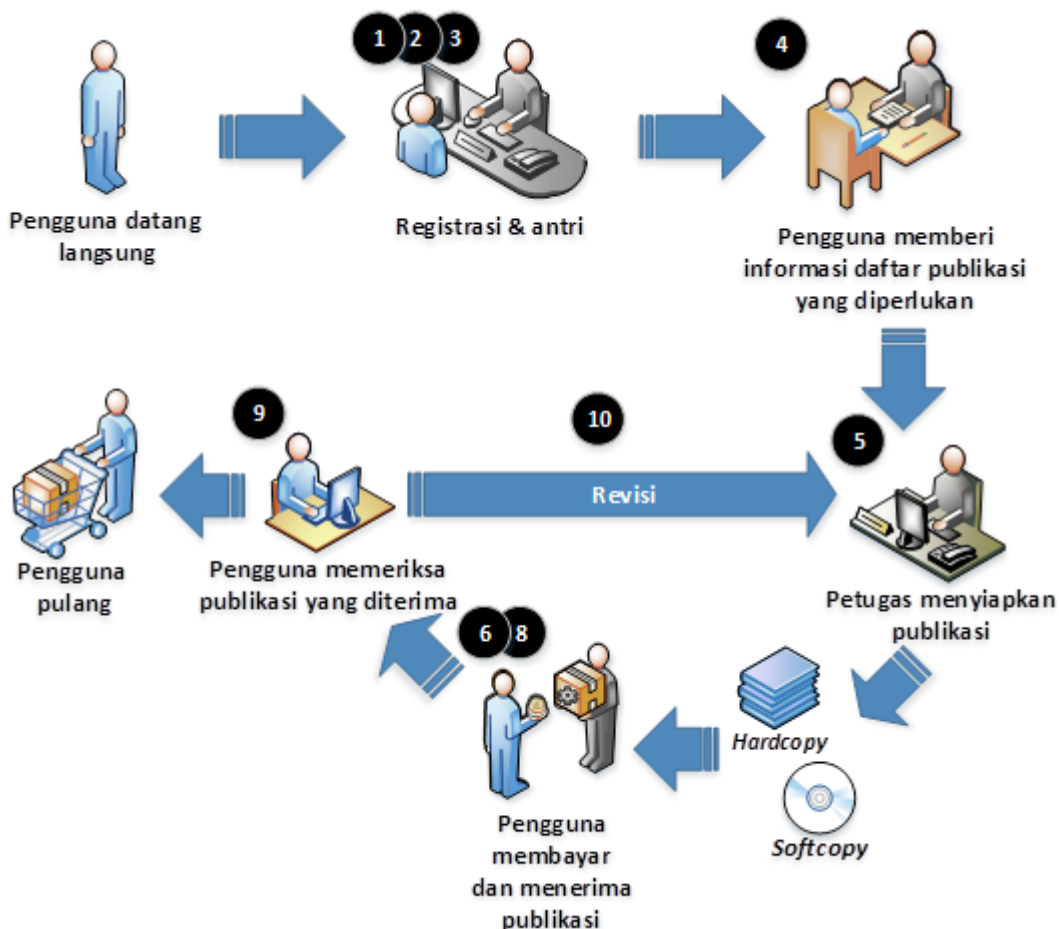 1 2 3
4
Pengguna datang
langsung
Registrasi & antri
Pengguna memberi
informasi daftar publikasi
yang diperlukan
9
10
5
Revisi
Pengguna
pulang
Pengguna memeriksa
publikasi yang diterima
Petugas menyiapkan
publikasi
6 8
Hardcopy
Softcopy
Pengguna
membayar
dan menerima
publikasi